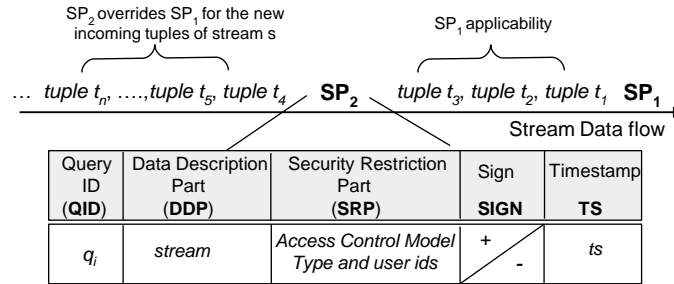 SP2 overrides SP1 for the new
incoming tuples of stream s
SP1 applicability
... tuple tn, ....,tuple t5, tuple t4 SP2 tuple t3, tuple t2, tuple t1 SP1
Stream Data flow
Query ID (QID)
Data Description Part (DDP)
Security Restriction Part (SRP)
Sign SIGN
Timestamp TS
qi
stream
Access Control Model
Type and user ids
+
-
ts